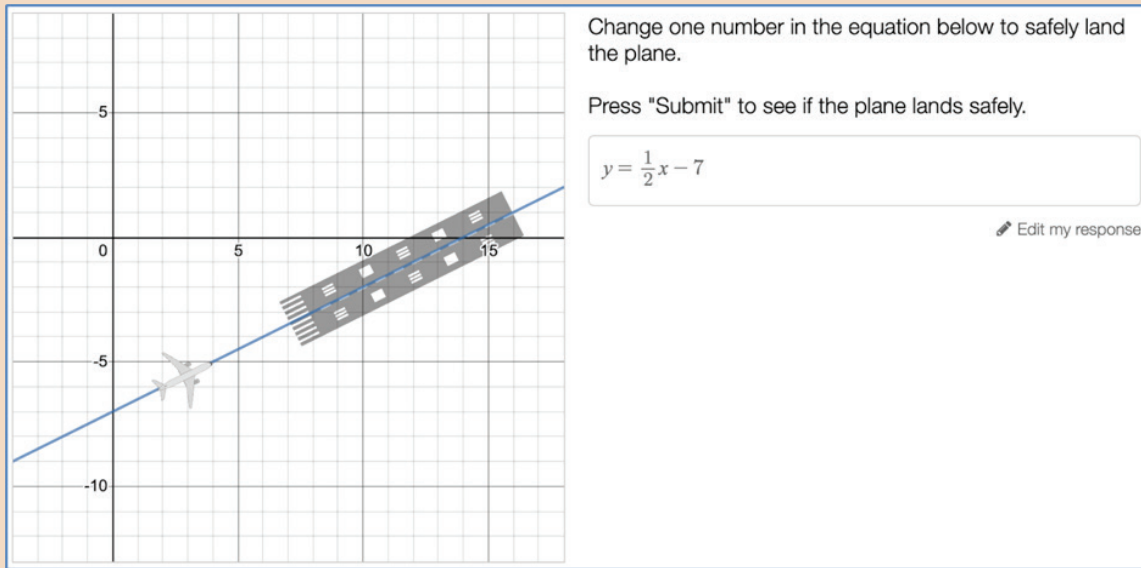 Change one number in the equation below to safely land
the plane.
Press "Submit" to see if the plane lands safely.
5
y = 1/2 x − 7
Edit my response
0
5
10
15
-5
-10